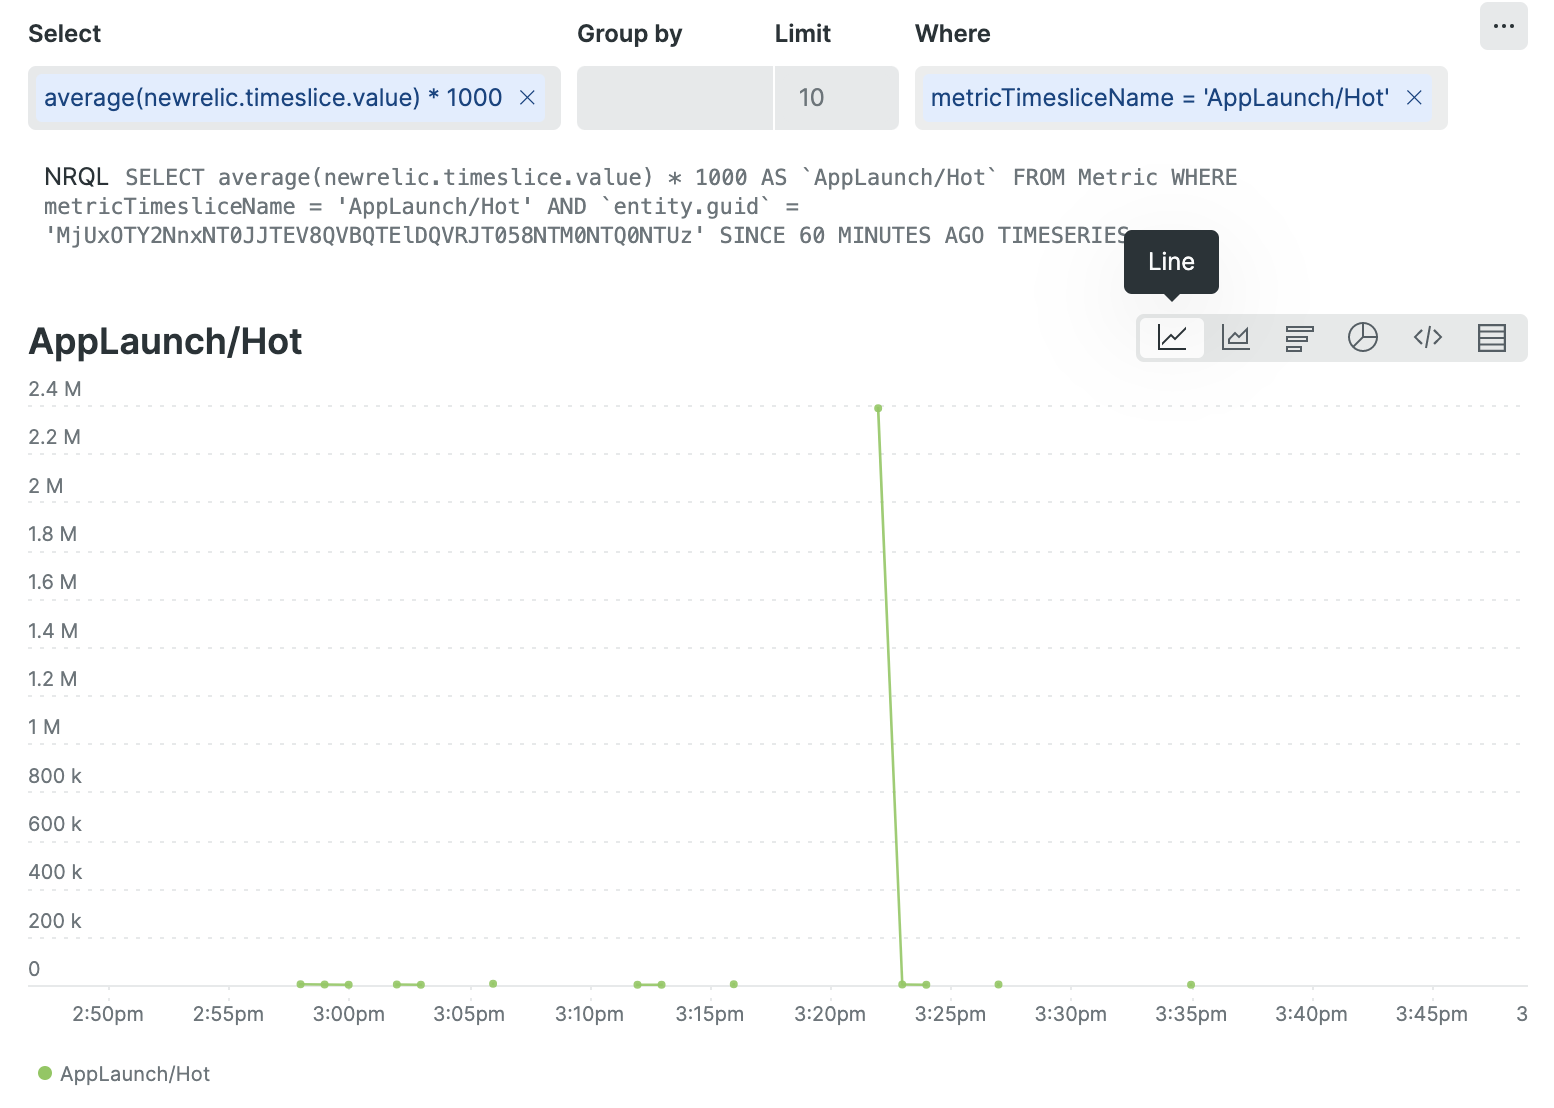 Select
Group by
Limit
Where
average(newrelic.timeslice.value) * 1000
10
metricTimesliceName = 'AppLaunch/Hot'
NRQL SELECT average(newrelic.timeslice.value) * 1000 AS `AppLaunch/Hot` FROM Metric WHERE
metricTimesliceName = 'AppLaunch/Hot' AND `entity.guid` =
'MjUxOTY2NnxNT0JJTEV8QVBQTElDQVRJT058NTM0NTQ0NTUz' SINCE 60 MINUTES AGO TIMESERIES
Line
AppLaunch/Hot
2.4 M
2.2 M
2 M
1.8 M
1.6 M
1.4 M
1.2 M
1 M
800 k
600 k
400 k
200 k
0
2:50pm
2:55pm
3:00pm
3:05pm
3:10pm
3:15pm
3:20pm
3:25pm
3:30pm
3:35pm
3:40pm
3:45pm
3
AppLaunch/Hot